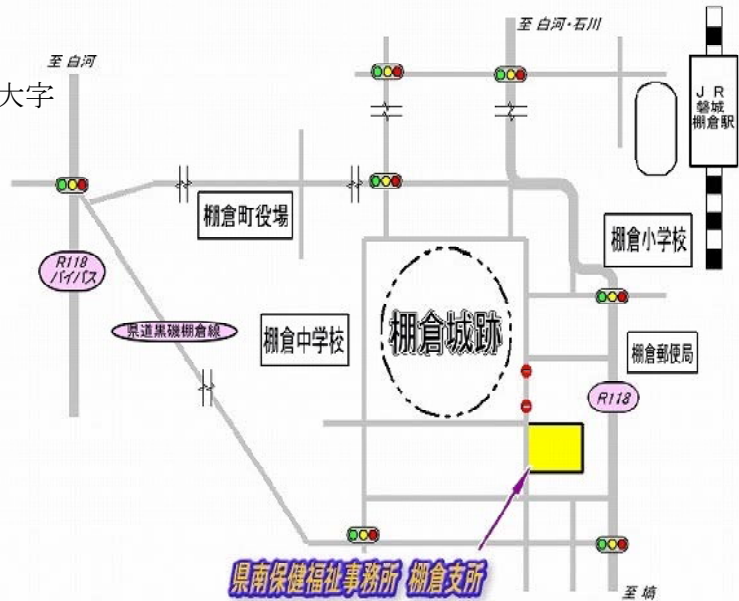 至 白河・石川
至 白河
大字
J R
磐城
棚倉駅
棚倉町役場
棚倉小学校
R118
バイパス
県道黒磯棚倉線
棚倉中学校
棚倉城跡
棚倉郵便局
R118
県南保健福祉事務所 棚倉支所
至 塙